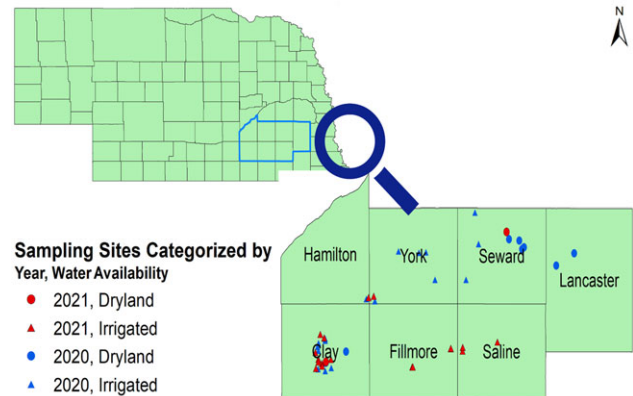 N
Hamilton
York
Seward
Lancaster
Clay
Fillmore
Saline
Sampling Sites Categorized by
Year, Water Availability
2021, Dryland
2021, Irrigated
2020, Dryland
2020, Irrigated